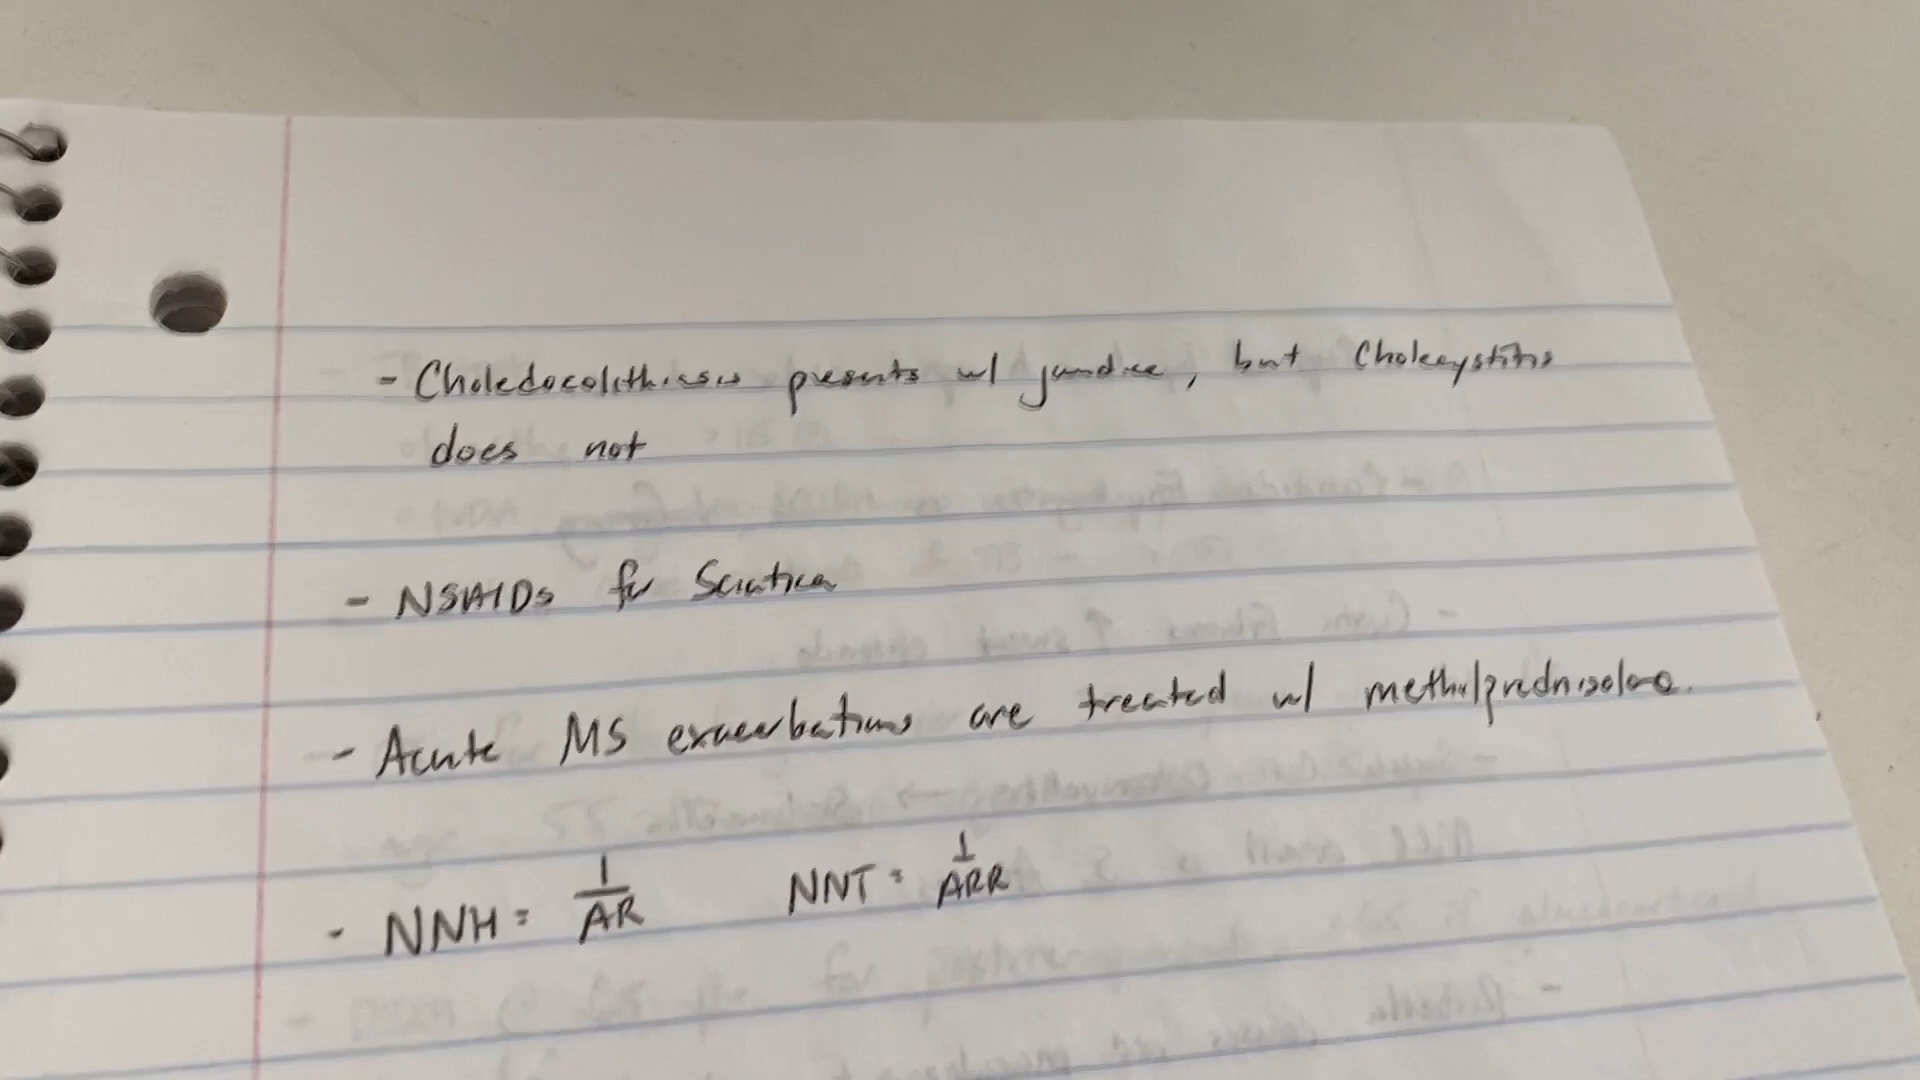 - Choledocolithiasis presents w/ jundice, but Cholecystitis
does not
- NSAIDs for Sciatica
- Acute MS exacerbations are treated w/ methylprednisolone.
- NNH = 1/AR NNT = 1/ARR